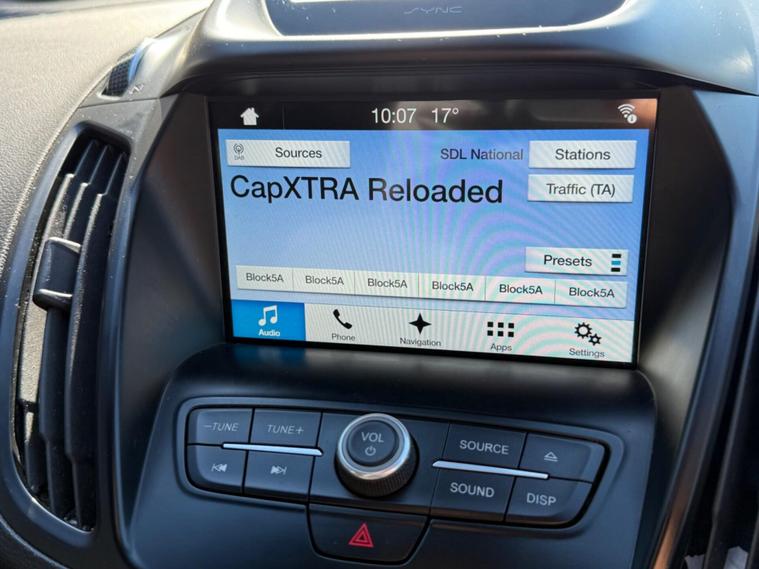 SYNC
10:07 17°
DAB
Sources
SDL National
Stations
CapXTRA Reloaded
Traffic (TA)
Presets
Block5A Block5A Block5A Block5A Block5A Block5A
Audio Phone Navigation Apps Settings
−TUNE TUNE+ VOL SOURCE
SOUND DISP